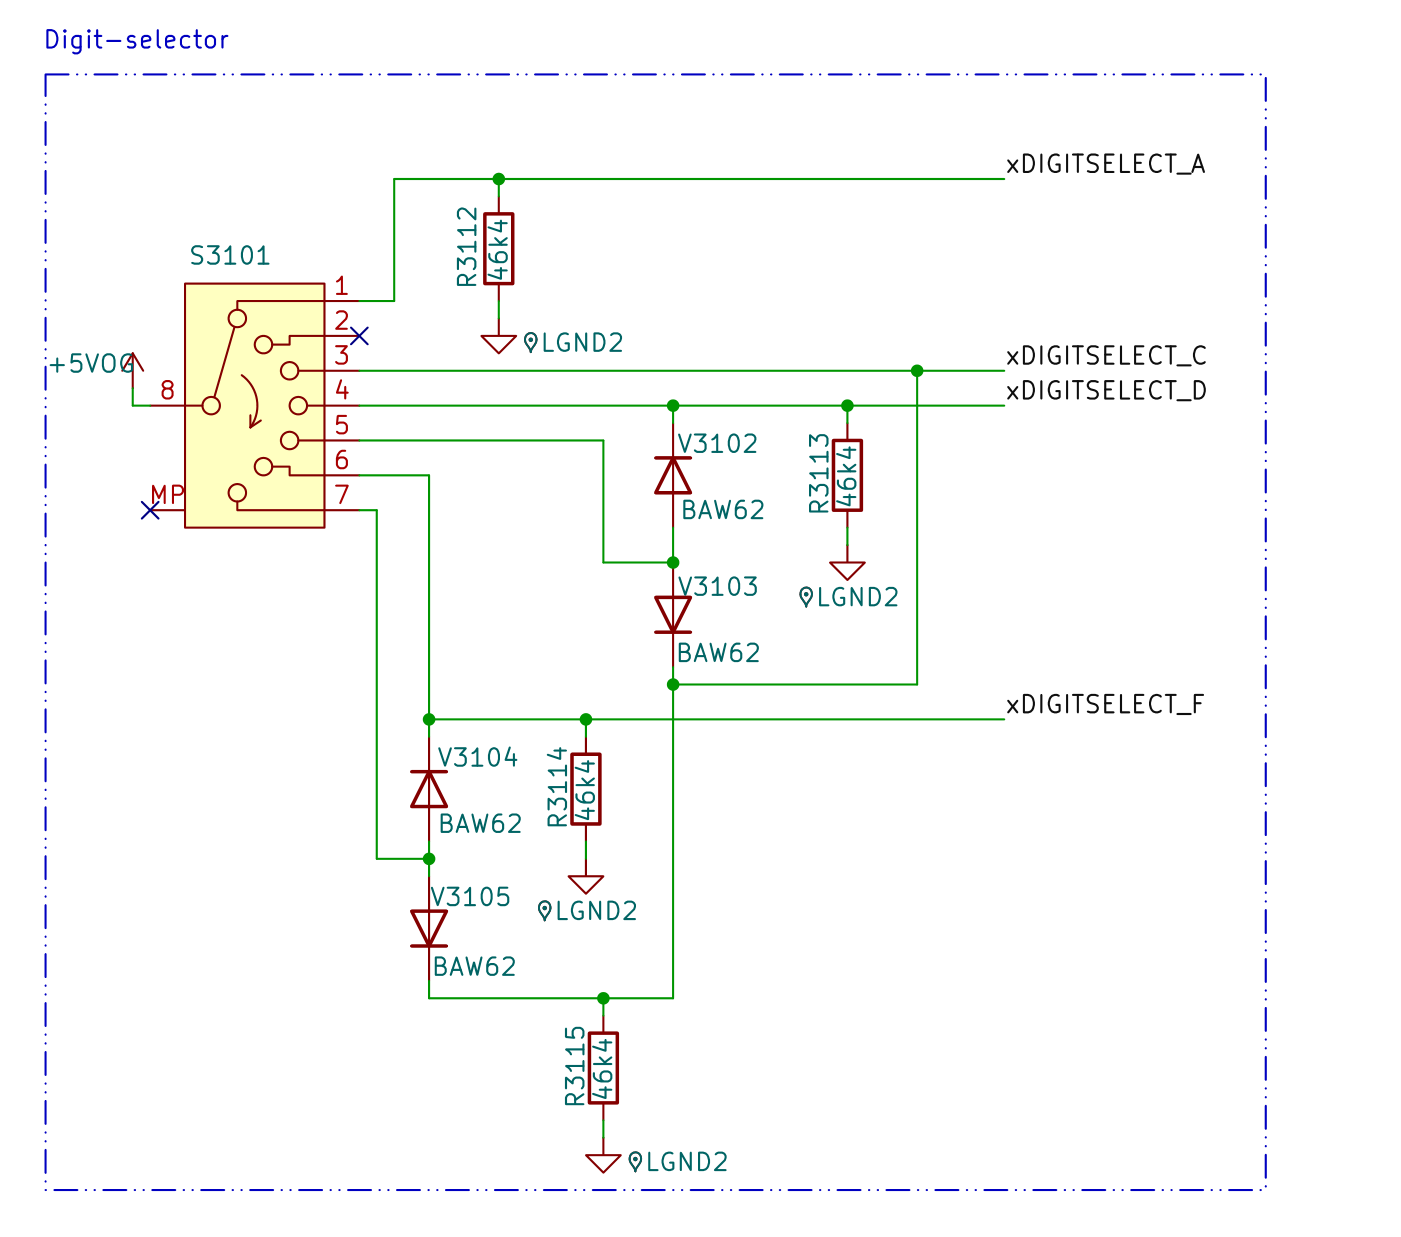 Digit-selector
xDIGITSELECT_A
R3112
46k4
S3101
1
2
LGND2
3
xDIGITSELECT_C
+5VOG
8
4
xDIGITSELECT_D
5
V3102
R3113
46k4
6
MP
7
BAW62
V3103
LGND2
BAW62
xDIGITSELECT_F
V3104
R3114
46k4
BAW62
V3105
LGND2
BAW62
R3115
46k4
LGND2